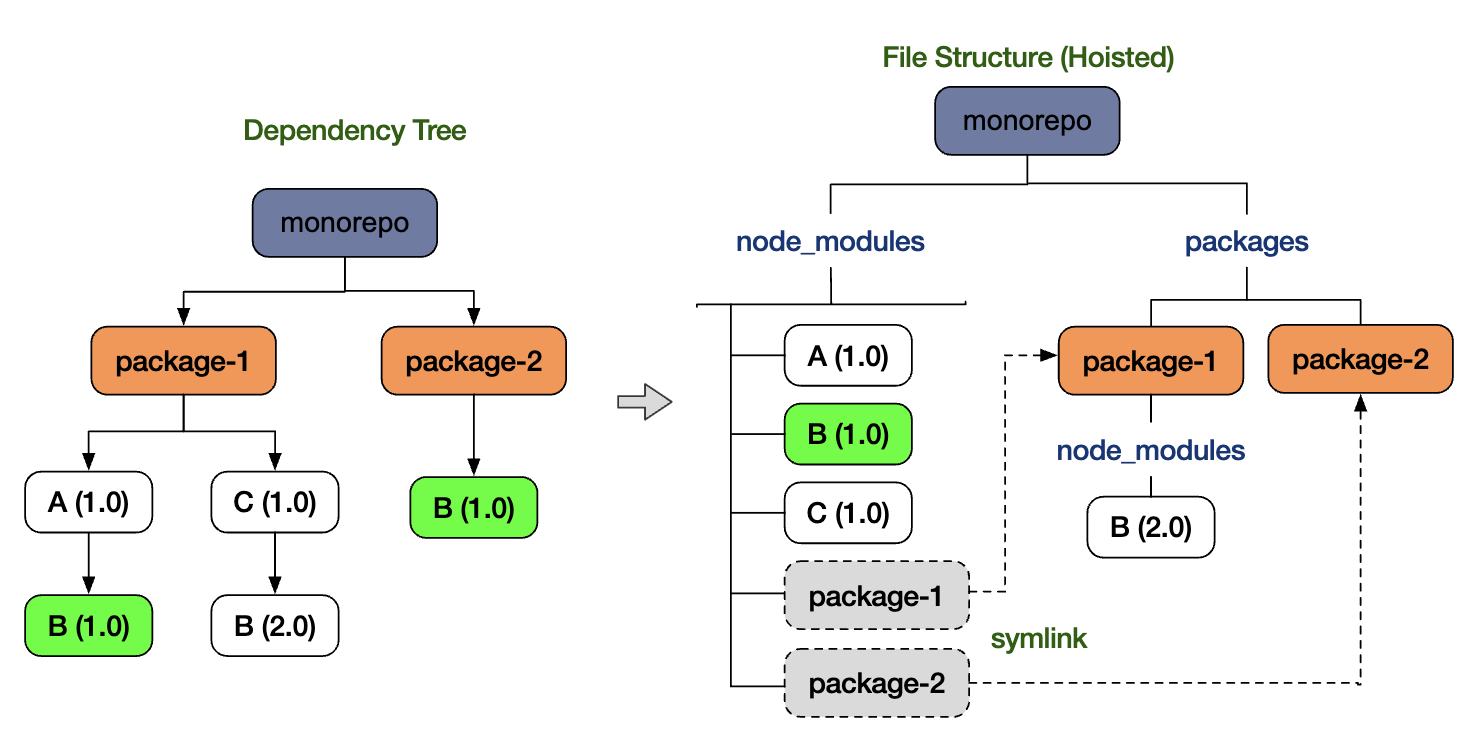 File Structure (Hoisted)
monorepo
Dependency Tree
monorepo
node_modules
packages
package-1
package-2
A (1.0)
package-1
package-2
B (1.0)
node_modules
A (1.0)
C (1.0)
B (1.0)
C (1.0)
B (2.0)
package-1
B (1.0)
B (2.0)
symlink
package-2